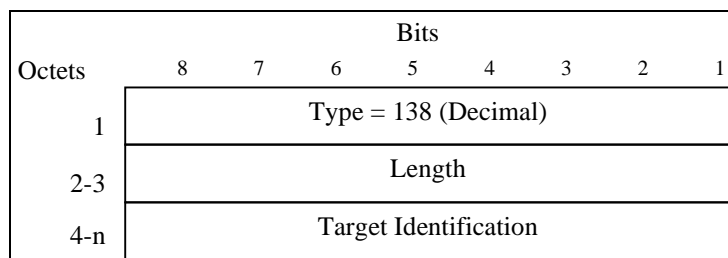 Bits
Octets 8 7 6 5 4 3 2 1
1 Type = 138 (Decimal)
2-3 Length
4-n Target Identification